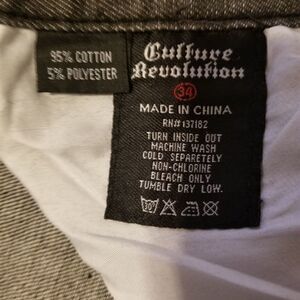 95% COTTON
5% POLYESTER
Culture
Revolution
34
MADE IN CHINA
RN# 137182
TURN INSIDE OUT
MACHINE WASH
COLD SEPARETELY
NON-CHLORINE
BLEACH ONLY
TUMBLE DRY LOW.
30°